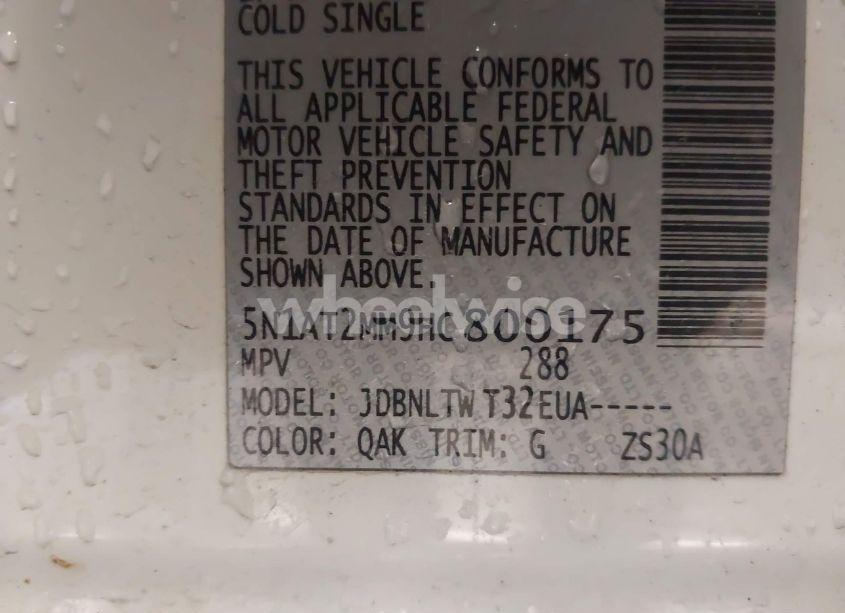 COLD SINGLE
THIS VEHICLE CONFORMS TO
ALL APPLICABLE FEDERAL
MOTOR VEHICLE SAFETY AND
THEFT PREVENTION
STANDARDS IN EFFECT ON
THE DATE OF MANUFACTURE
SHOWN ABOVE.
wheelwise
5N1AT2MM9HC800175
MPV 288
MODEL: JDBNLTW T32EUA-----
COLOR: QAK TRIM: G ZS30A